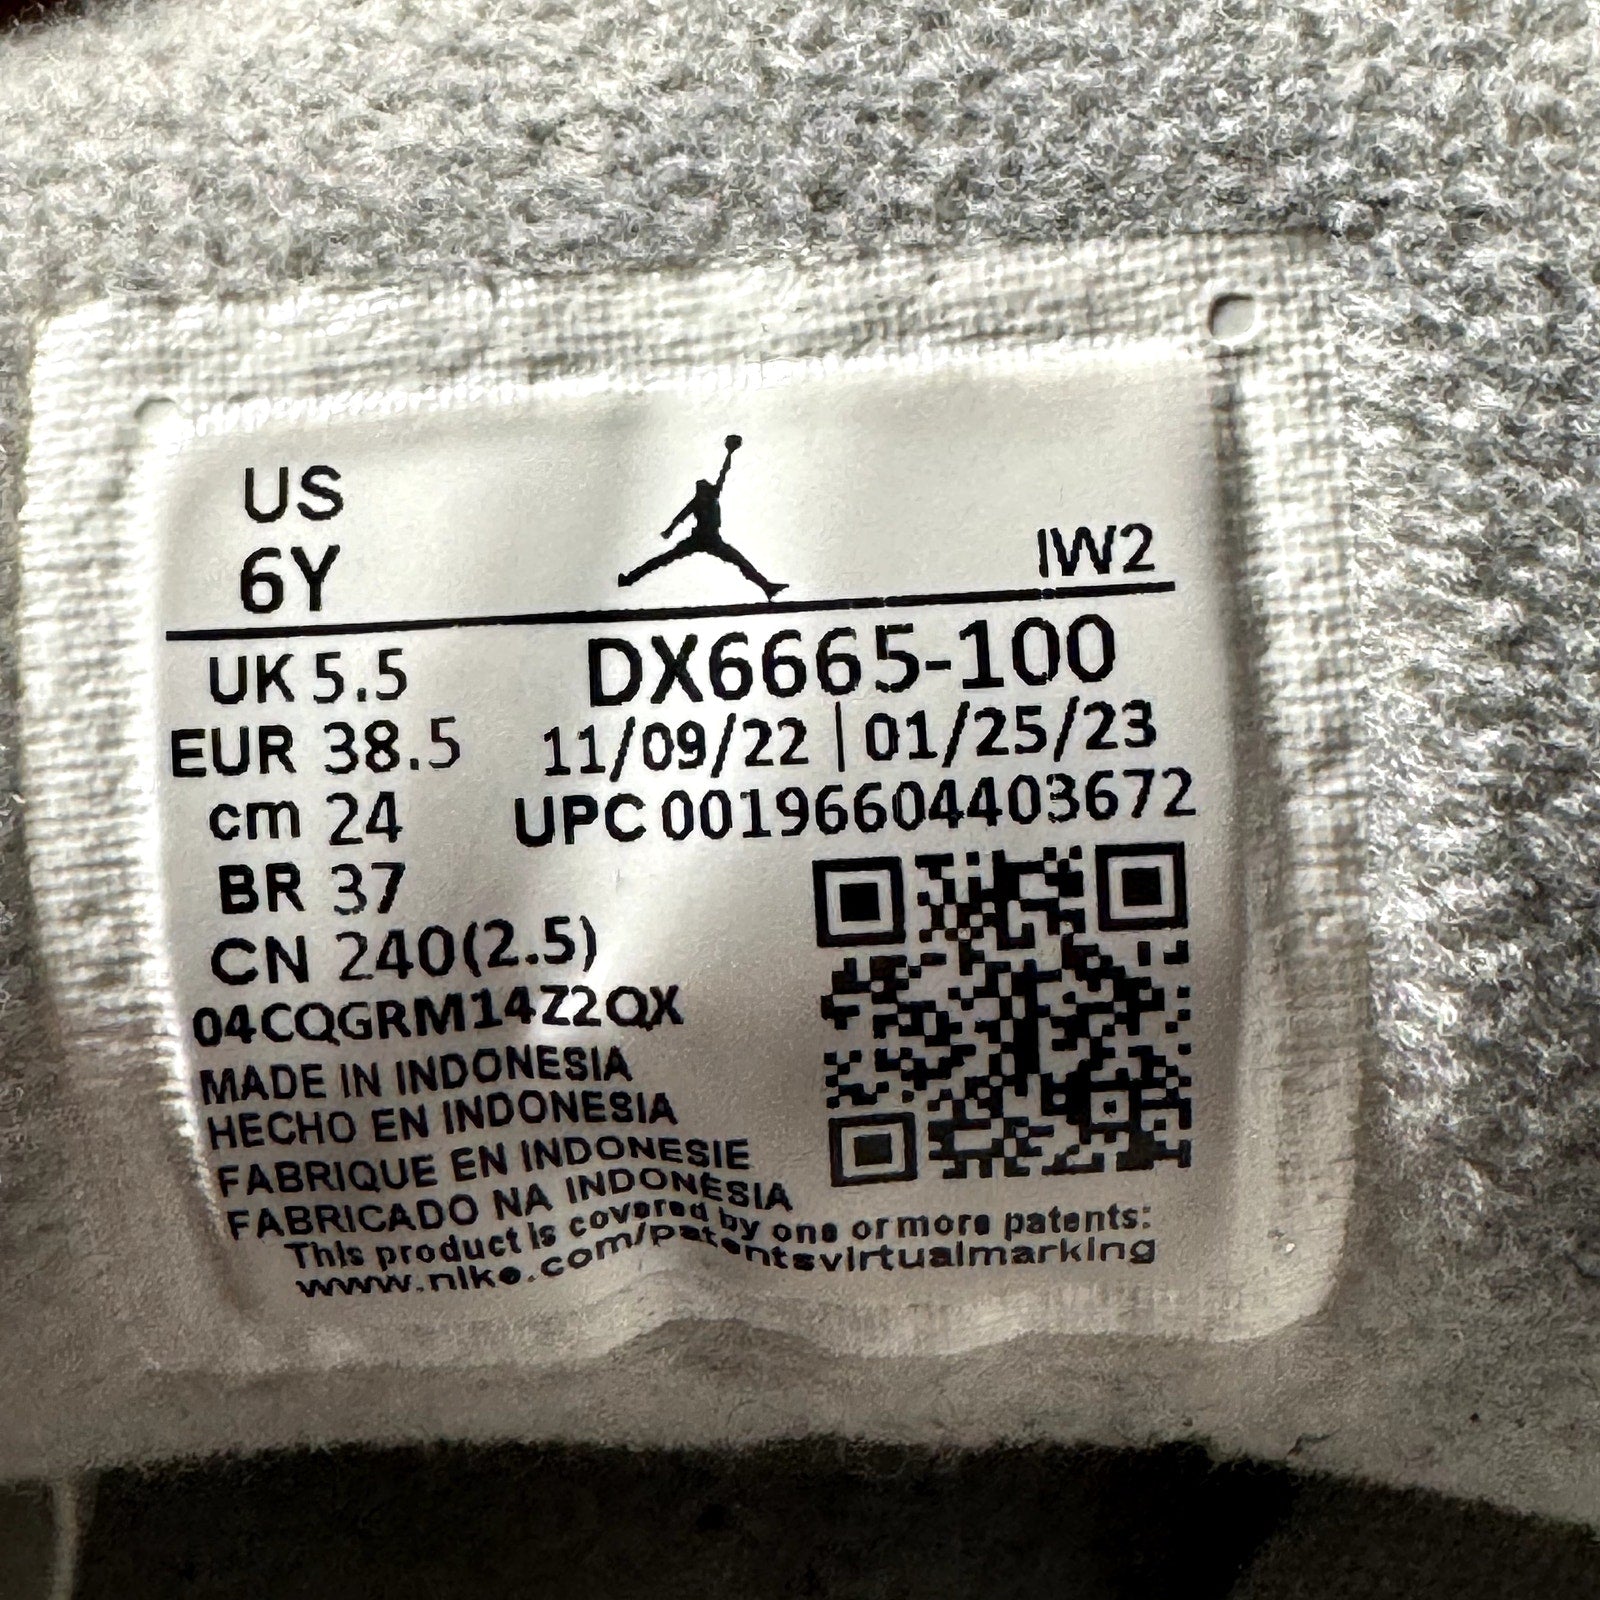 US
6Y
IW2
UK 5.5
DX6665-100
EUR 38.5
11/09/22 | 01/25/23
cm 24
UPC 00196604403672
BR 37
CN 240(2.5)
04CQGRM14Z2QX
MADE IN INDONESIA
HECHO EN INDONESIA
FABRIQUE EN INDONESIE
FABRICADO NA INDONÉSIA
This product is covered by one or more patents:
www.nike.com/patentsvirtualmarking